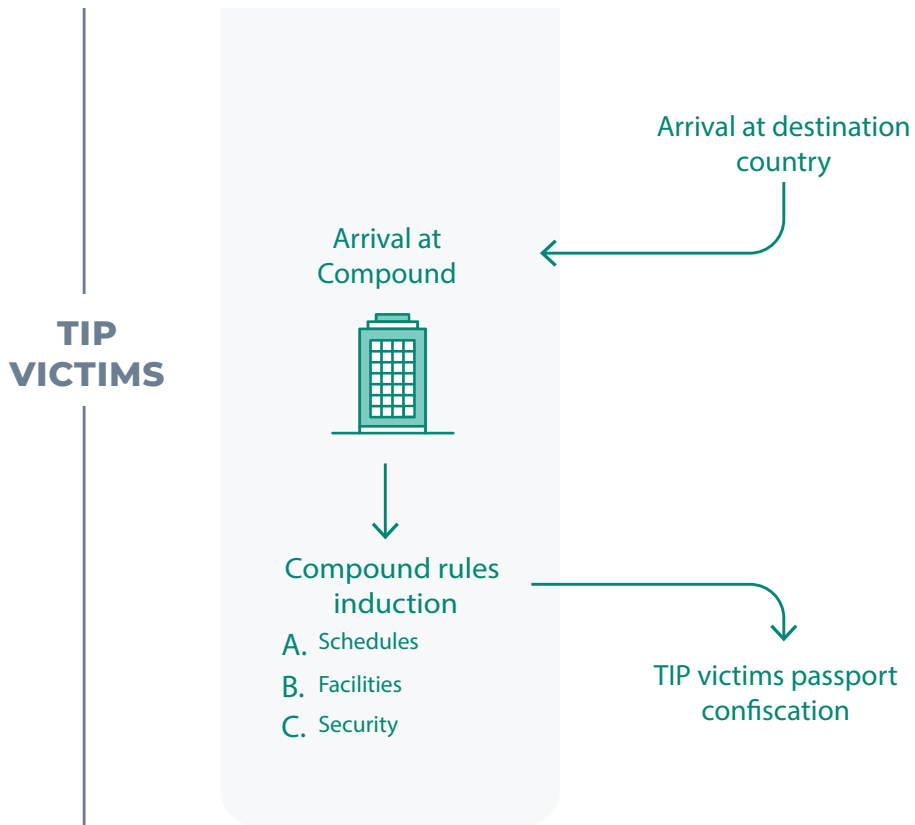 Arrival at destination
country
Arrival at
Compound
TIP
VICTIMS
Compound rules
induction
A. Schedules
B. Facilities
C. Security
TIP victims passport
confiscation